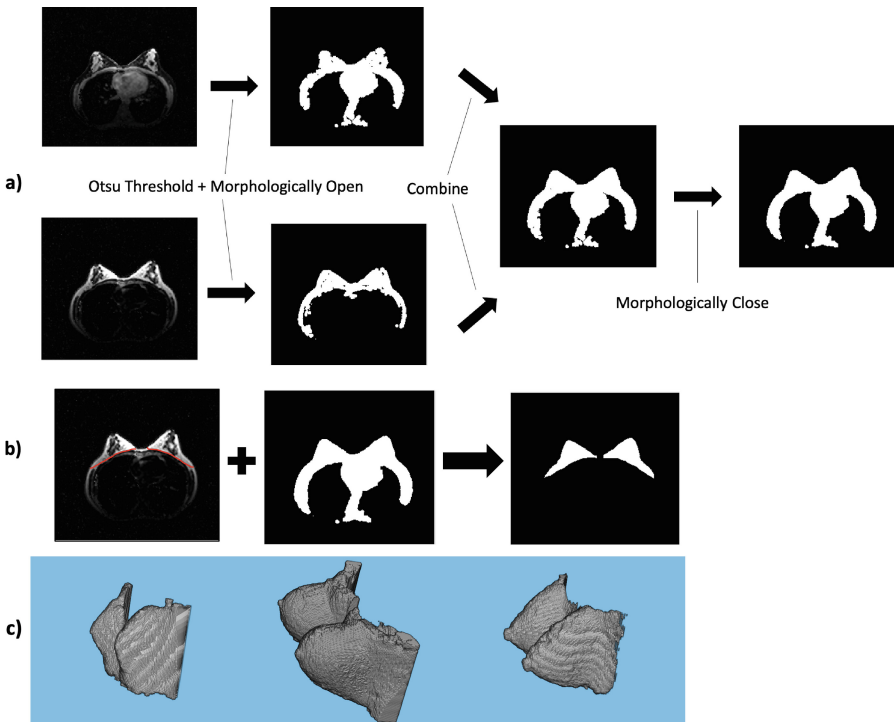 a)
Otsu Threshold + Morphologically Open
Combine
Morphologically Close
b)
c)